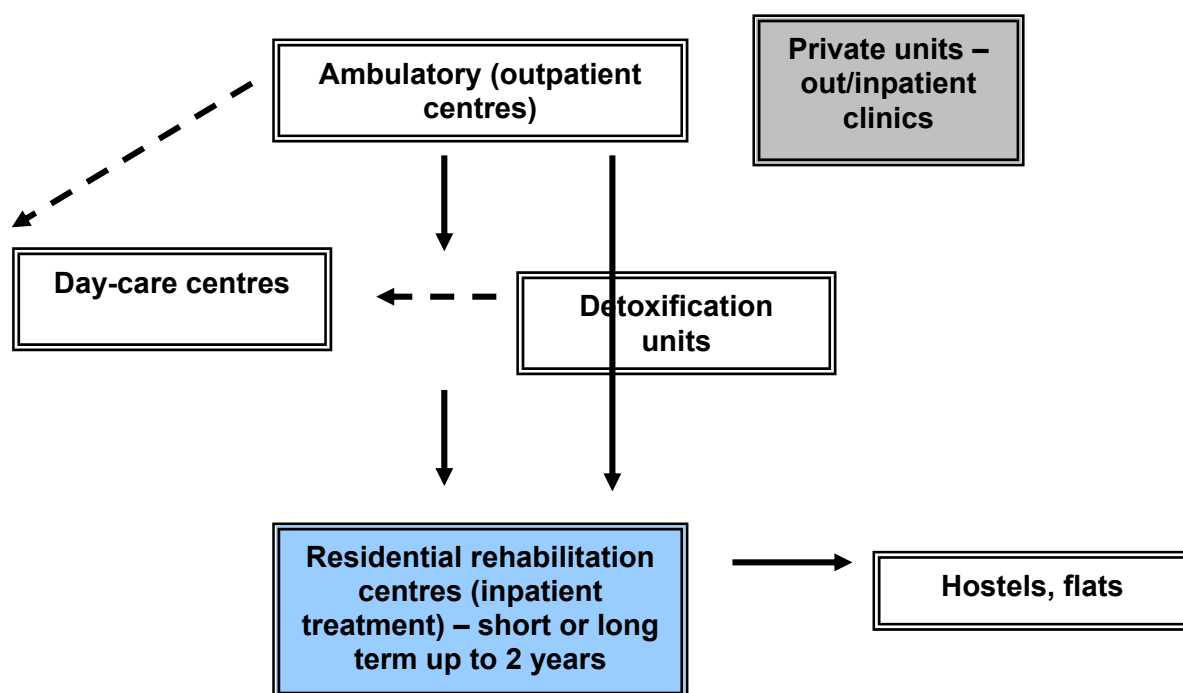 Ambulatory (outpatient
centres)
Private units –
out/inpatient
clinics
Day-care centres
Detoxification
units
Residential rehabilitation
centres (inpatient
treatment) – short or long
term up to 2 years
Hostels, flats